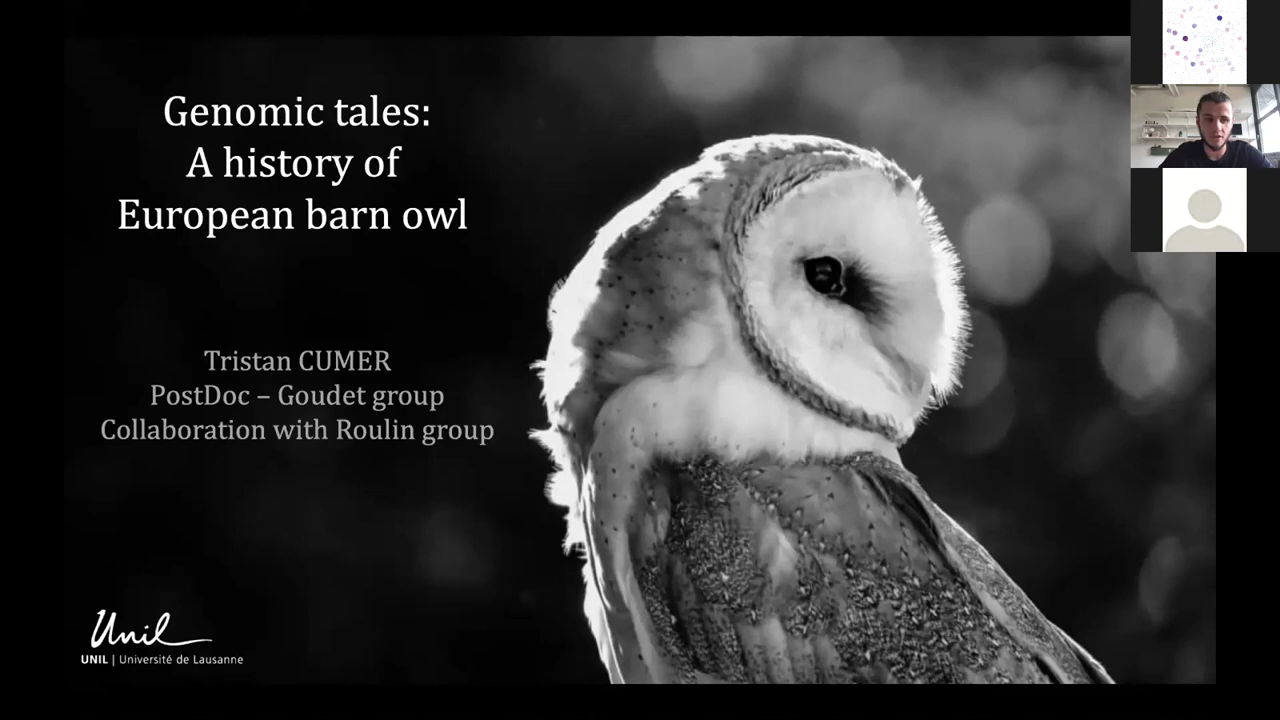 Genomic tales:
A history of
European barn owl
Tristan CUMER
PostDoc – Goudet group
Collaboration with Roulin group
Unil
UNIL | Université de Lausanne